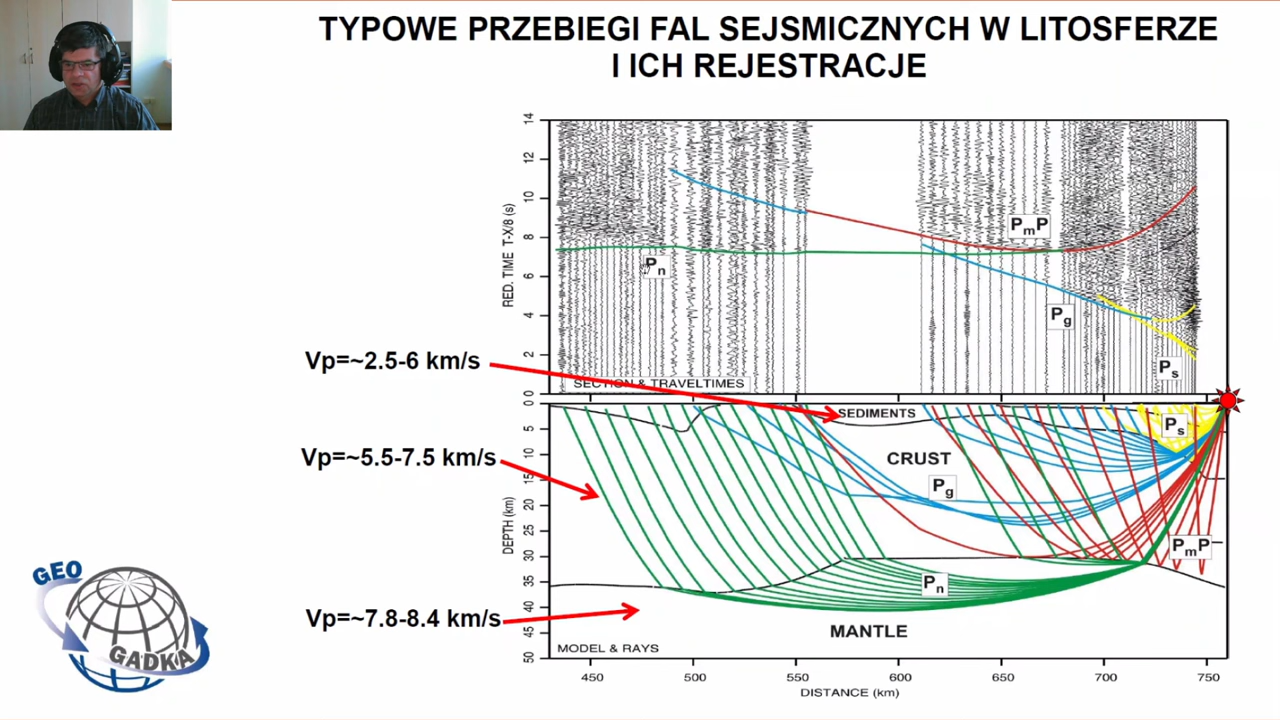 TYPOWE PRZEBIEGI FAL SEJSMICZNYCH W LITOSFERZE
I ICH REJESTRACJE
14
12
10
8
6
4
2
0.0
RED. TIME T-X/8 (s)
PmP
Pn
Pg
Ps
SECTION & TRAVELTIMES
Vp=~2.5-6 km/s
Vp=~5.5-7.5 km/s
Vp=~7.8-8.4 km/s
0.0
5
10
15
20
25
30
35
40
45
50
DEPTH (km)
SEDIMENTS
Ps
CRUST
Pg
PmP
Pn
MANTLE
MODEL & RAYS
450 500 550 600 650 700 750
DISTANCE (km)
GEO
GADKA